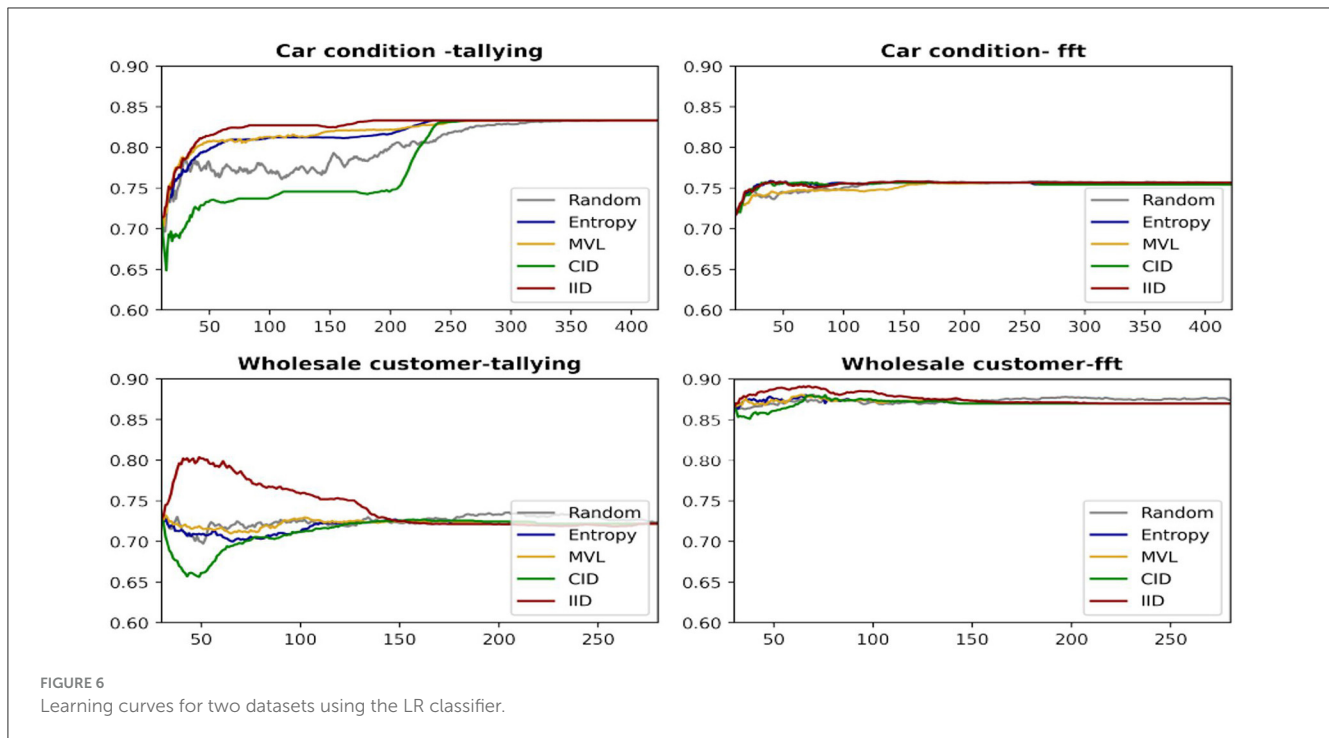 Car condition -tallying
0.90
0.85
0.80
0.75
0.70
0.65
0.60
50 100 150 200 250 300 350 400
Random
Entropy
MVL
CID
IID
Car condition- fft
0.90
0.85
0.80
0.75
0.70
0.65
0.60
50 100 150 200 250 300 350 400
Random
Entropy
MVL
CID
IID
Wholesale customer-tallying
0.90
0.85
0.80
0.75
0.70
0.65
0.60
50 100 150 200 250
Random
Entropy
MVL
CID
IID
Wholesale customer-fft
0.90
0.85
0.80
0.75
0.70
0.65
0.60
50 100 150 200 250
Random
Entropy
MVL
CID
IID
FIGURE 6
Learning curves for two datasets using the LR classifier.